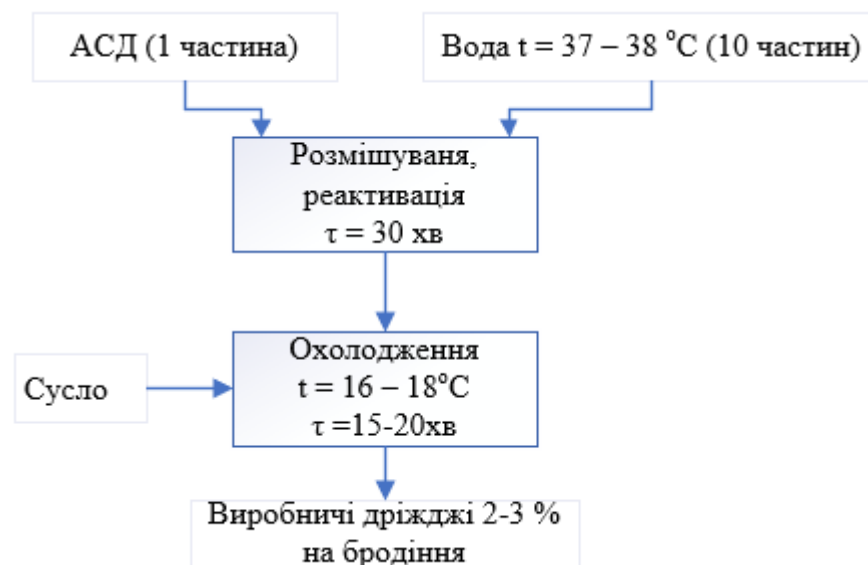 АСД (1 частина)
Вода t = 37 – 38 °С (10 частин)
Розмішуваня,
реактивація
τ = 30 хв
Охолодження
t = 16 – 18°С
τ =15-20хв
Сусло
Виробничі дріжджі 2-3 %
на бродіння